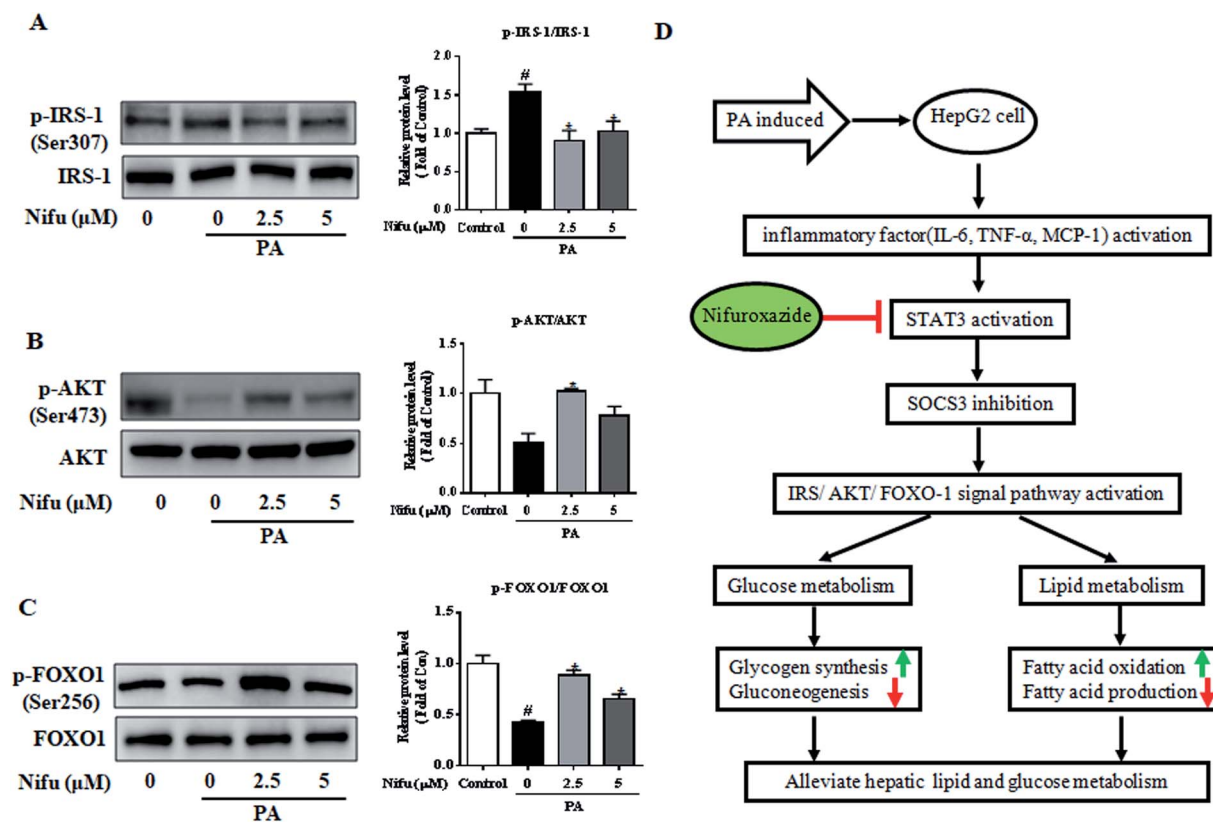 A
p-IRS-1
(Ser307)
IRS-1
Nifu (μM) 0 0 2.5 5
PA
p-IRS-1/IRS-1
Relative protein level
( Fold of Control)
2.0
1.5
1.0
0.5
0.0
#
*
*
Nifu (μM) Control 0 2.5 5
PA
B
p-AKT
(Ser473)
AKT
Nifu (μM) 0 0 2.5 5
PA
p-AKT/AKT
Relative protein level
( Fold of Control)
1.5
1.0
0.5
0.0
*
Nifu (μM) Control 0 2.5 5
PA
C
p-FOXO1
(Ser256)
FOXO1
Nifu (μM) 0 0 2.5 5
PA
p-FOXO1/FOXO1
Relative protein level
( Fold of Con)
1.5
1.0
0.5
0.0
#
*
*
Nifu (μM) Control 0 2.5 5
PA
D
PA induced
HepG2 cell
inflammatory factor(IL-6, TNF-α, MCP-1) activation
Nifuroxazide
STAT3 activation
SOCS3 inhibition
IRS/ AKT/ FOXO-1 signal pathway activation
Glucose metabolism
Lipid metabolism
Glycogen synthesis
Gluconeogenesis
Fatty acid oxidation
Fatty acid production
Alleviate hepatic lipid and glucose metabolism